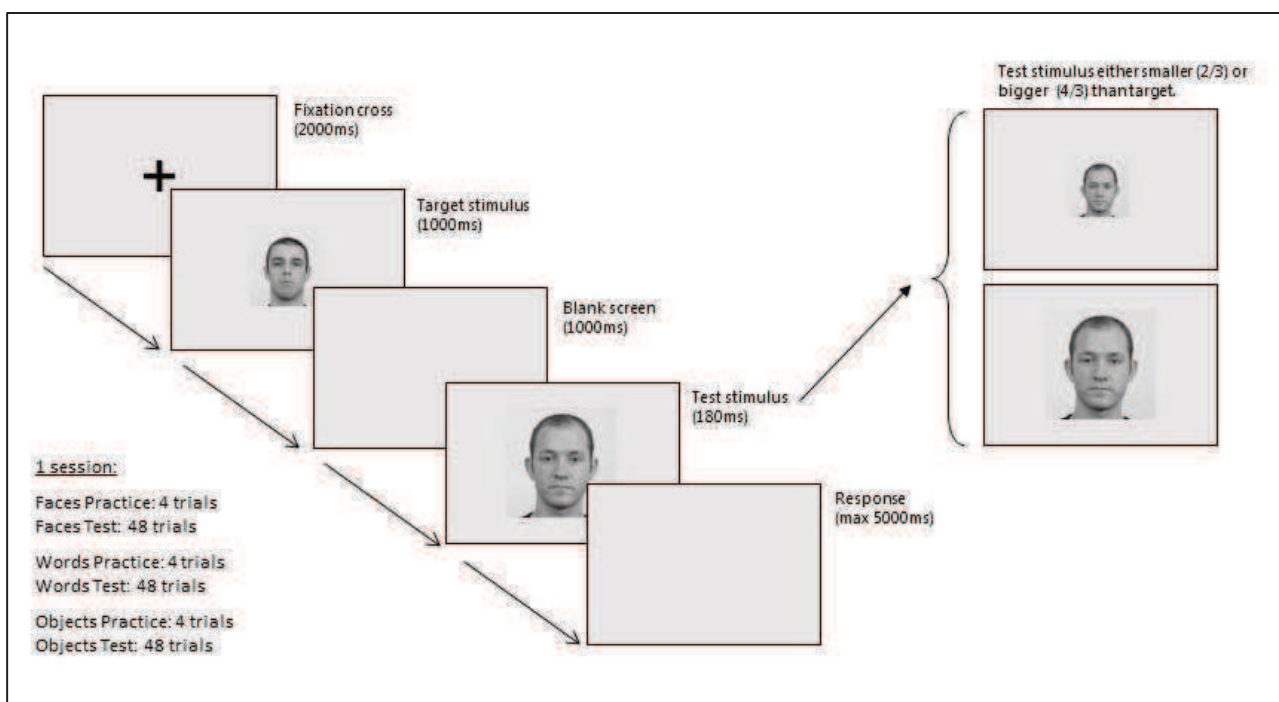 Fixation cross
(2000ms)
Target stimulus
(1000ms)
Blank screen
(1000ms)
Test stimulus
(180ms)
Response
(max 5000ms)
Test stimulus either smaller (2/3) or
bigger (4/3) than target.
1 session:
Faces Practice: 4 trials
Faces Test: 48 trials
Words Practice: 4 trials
Words Test: 48 trials
Objects Practice: 4 trials
Objects Test: 48 trials